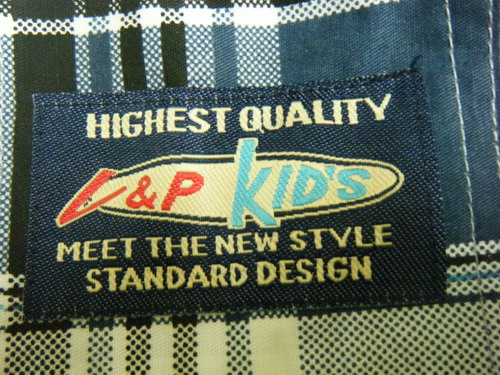 HIGHEST QUALITY
L&P KID'S
MEET THE NEW STYLE
STANDARD DESIGN